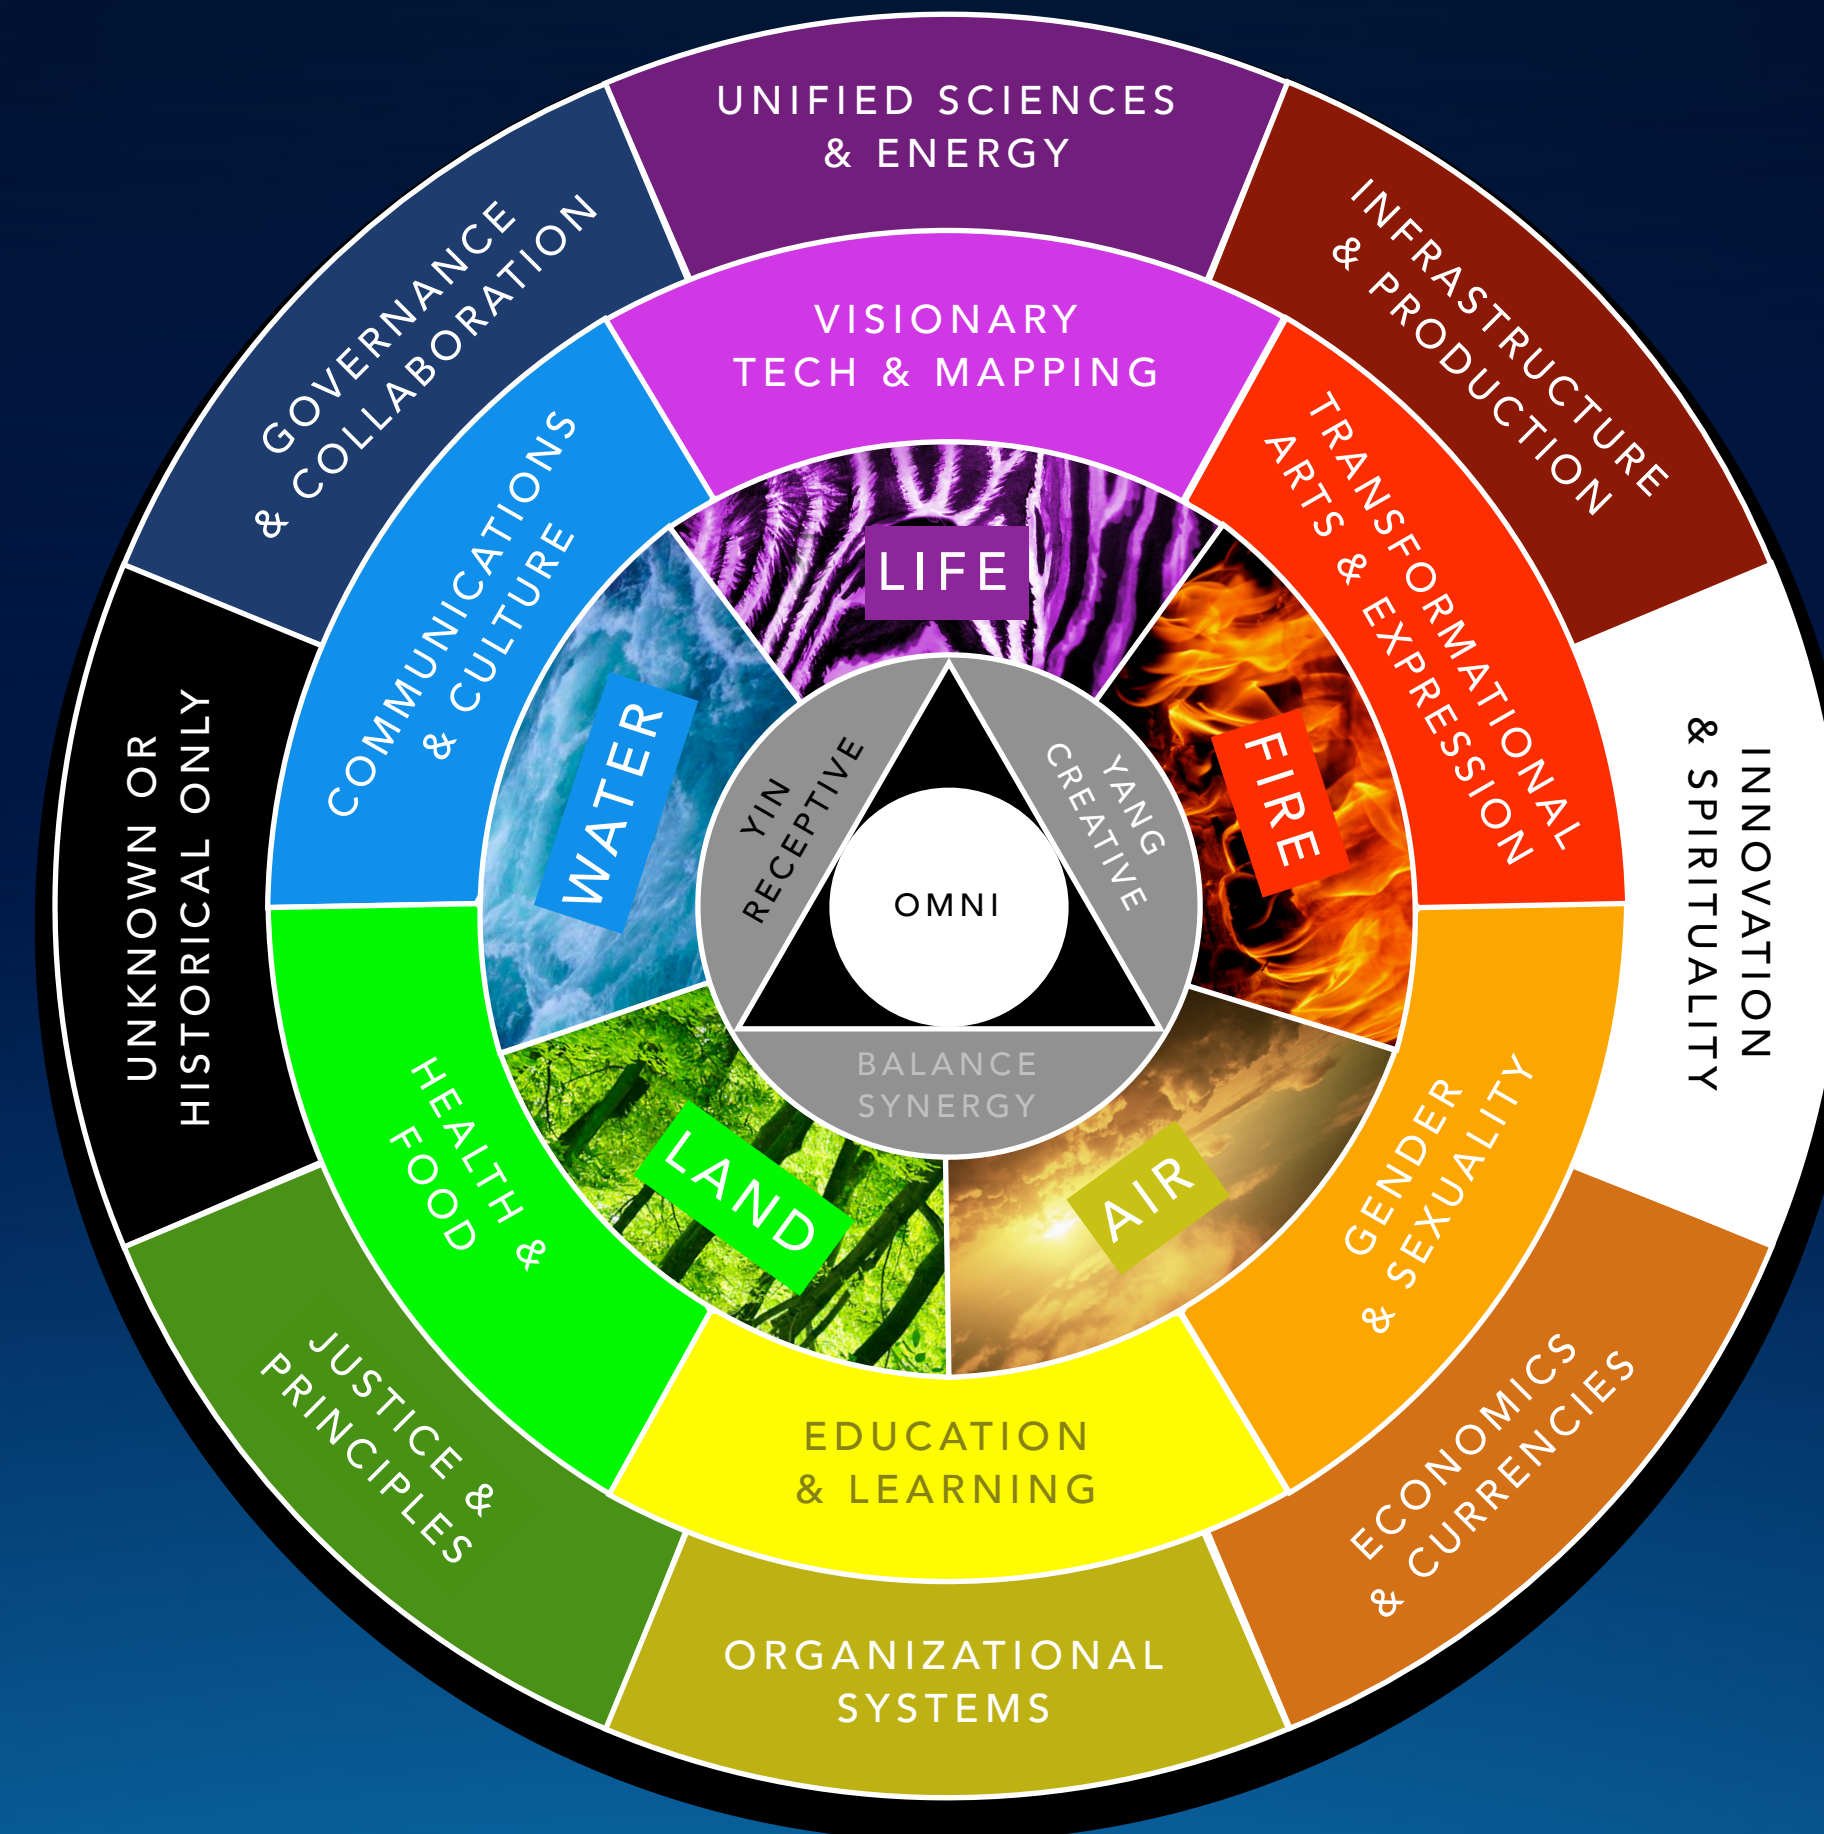 UNIFIED SCIENCES
& ENERGY
INFRASTRUCTURE
& PRODUCTION
INNOVATION
& SPIRITUALITY
ECONOMICS
& CURRENCIES
ORGANIZATIONAL
SYSTEMS
JUSTICE &
PRINCIPLES
UNKNOWN OR
HISTORICAL ONLY
GOVERNANCE
& COLLABORATION
VISIONARY
TECH & MAPPING
TRANSFORMATIONAL
ARTS & EXPRESSION
GENDER
& SEXUALITY
EDUCATION
& LEARNING
HEALTH &
FOOD
COMMUNICATIONS
& CULTURE
LIFE
FIRE
AIR
LAND
WATER
YIN
RECEPTIVE
YANG
CREATIVE
BALANCE
SYNERGY
OMNI